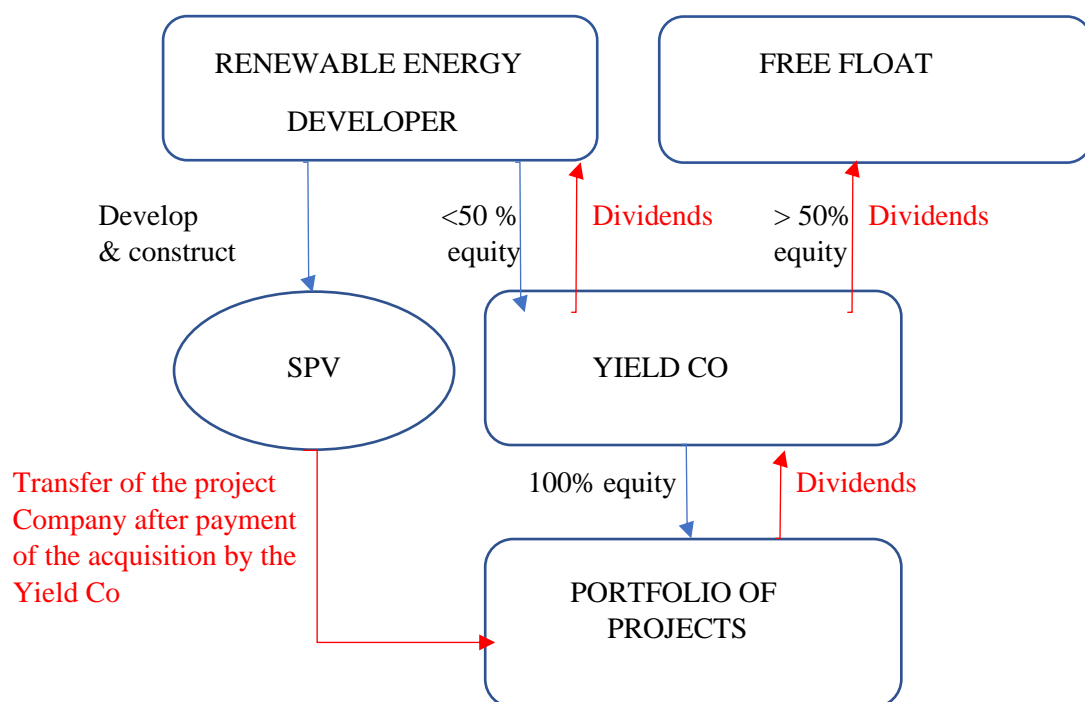 RENEWABLE ENERGY
DEVELOPER
FREE FLOAT
Develop
& construct
<50 %
equity
Dividends
> 50%
equity
Dividends
SPV
YIELD CO
Transfer of the project
Company after payment
of the acquisition by the
Yield Co
100% equity
Dividends
PORTFOLIO OF
PROJECTS